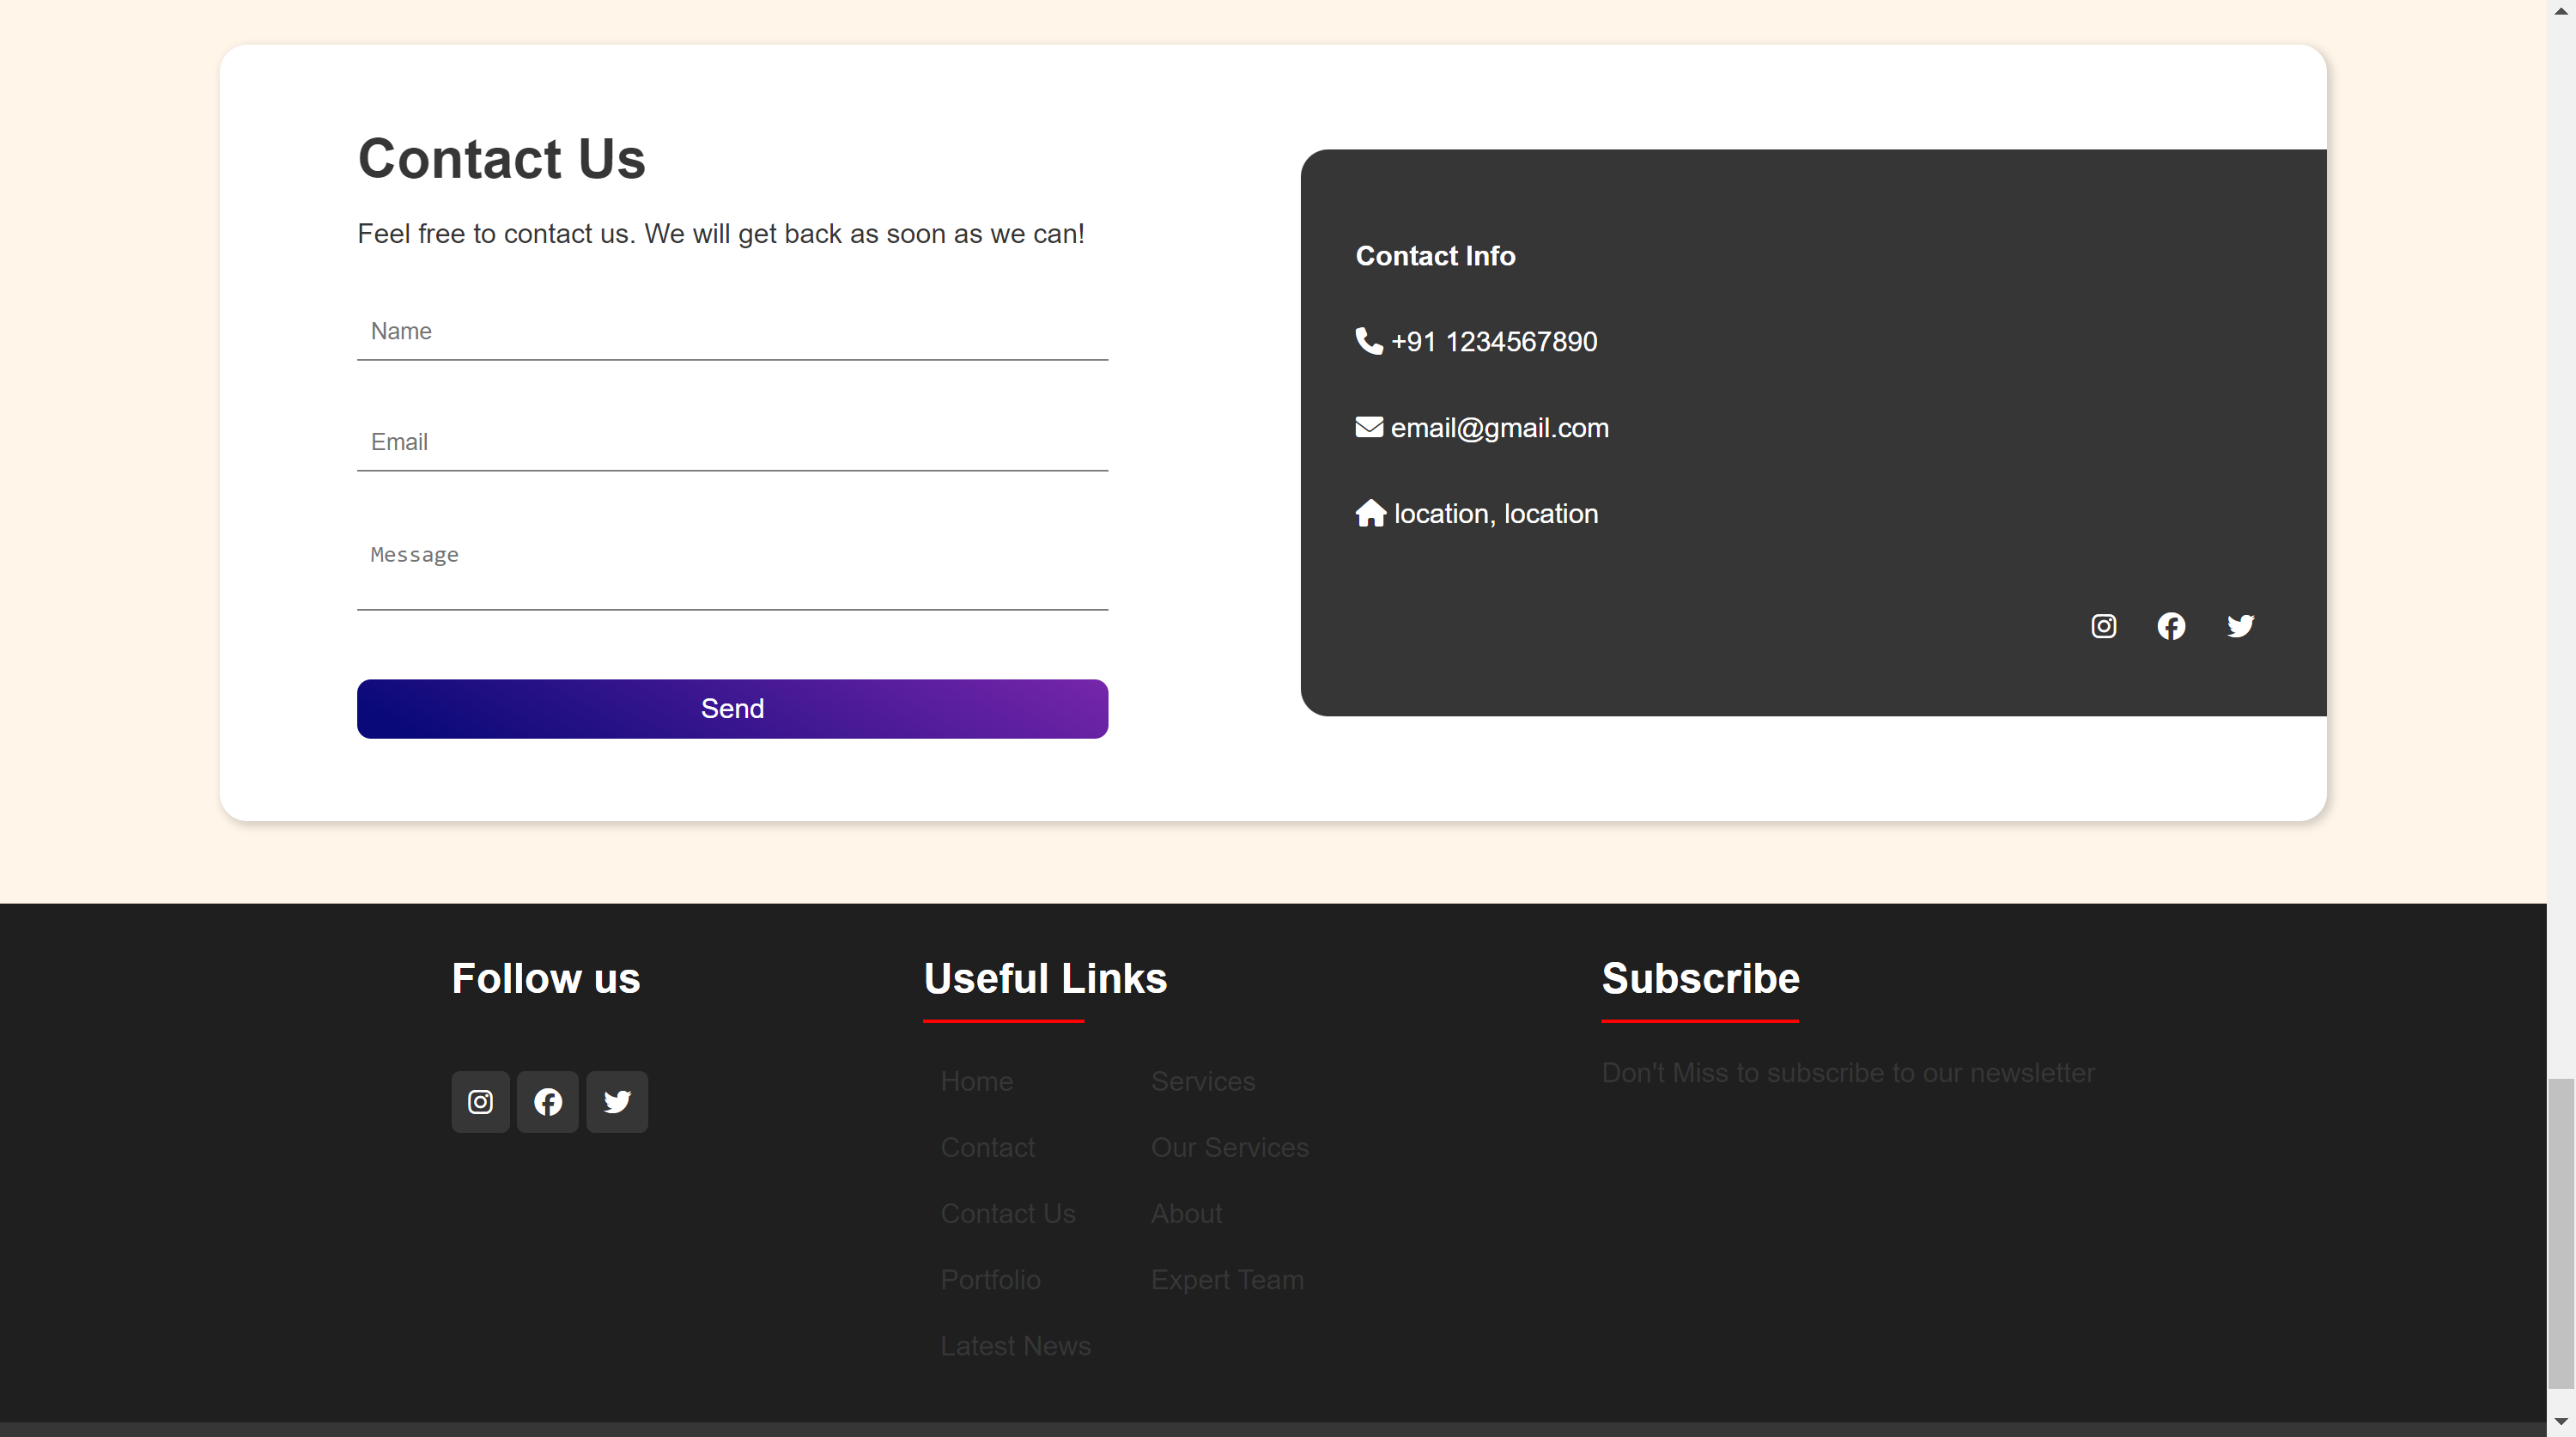 Contact Us
Feel free to contact us. We will get back as soon as we can!
Name
Email
Message
Send
Contact Info
+91 1234567890
email@gmail.com
location, location
Follow us
Useful Links
Home
Contact
Contact Us
Portfolio
Latest News
Services
Our Services
About
Expert Team
Subscribe
Don't Miss to subscribe to our newsletter